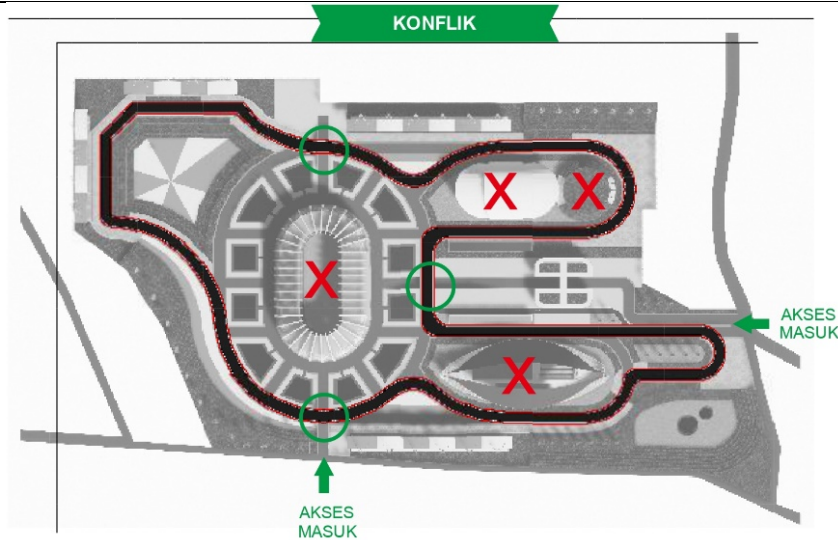 KONFLIK
X
X
X
X
AKSES
MASUK
AKSES
MASUK